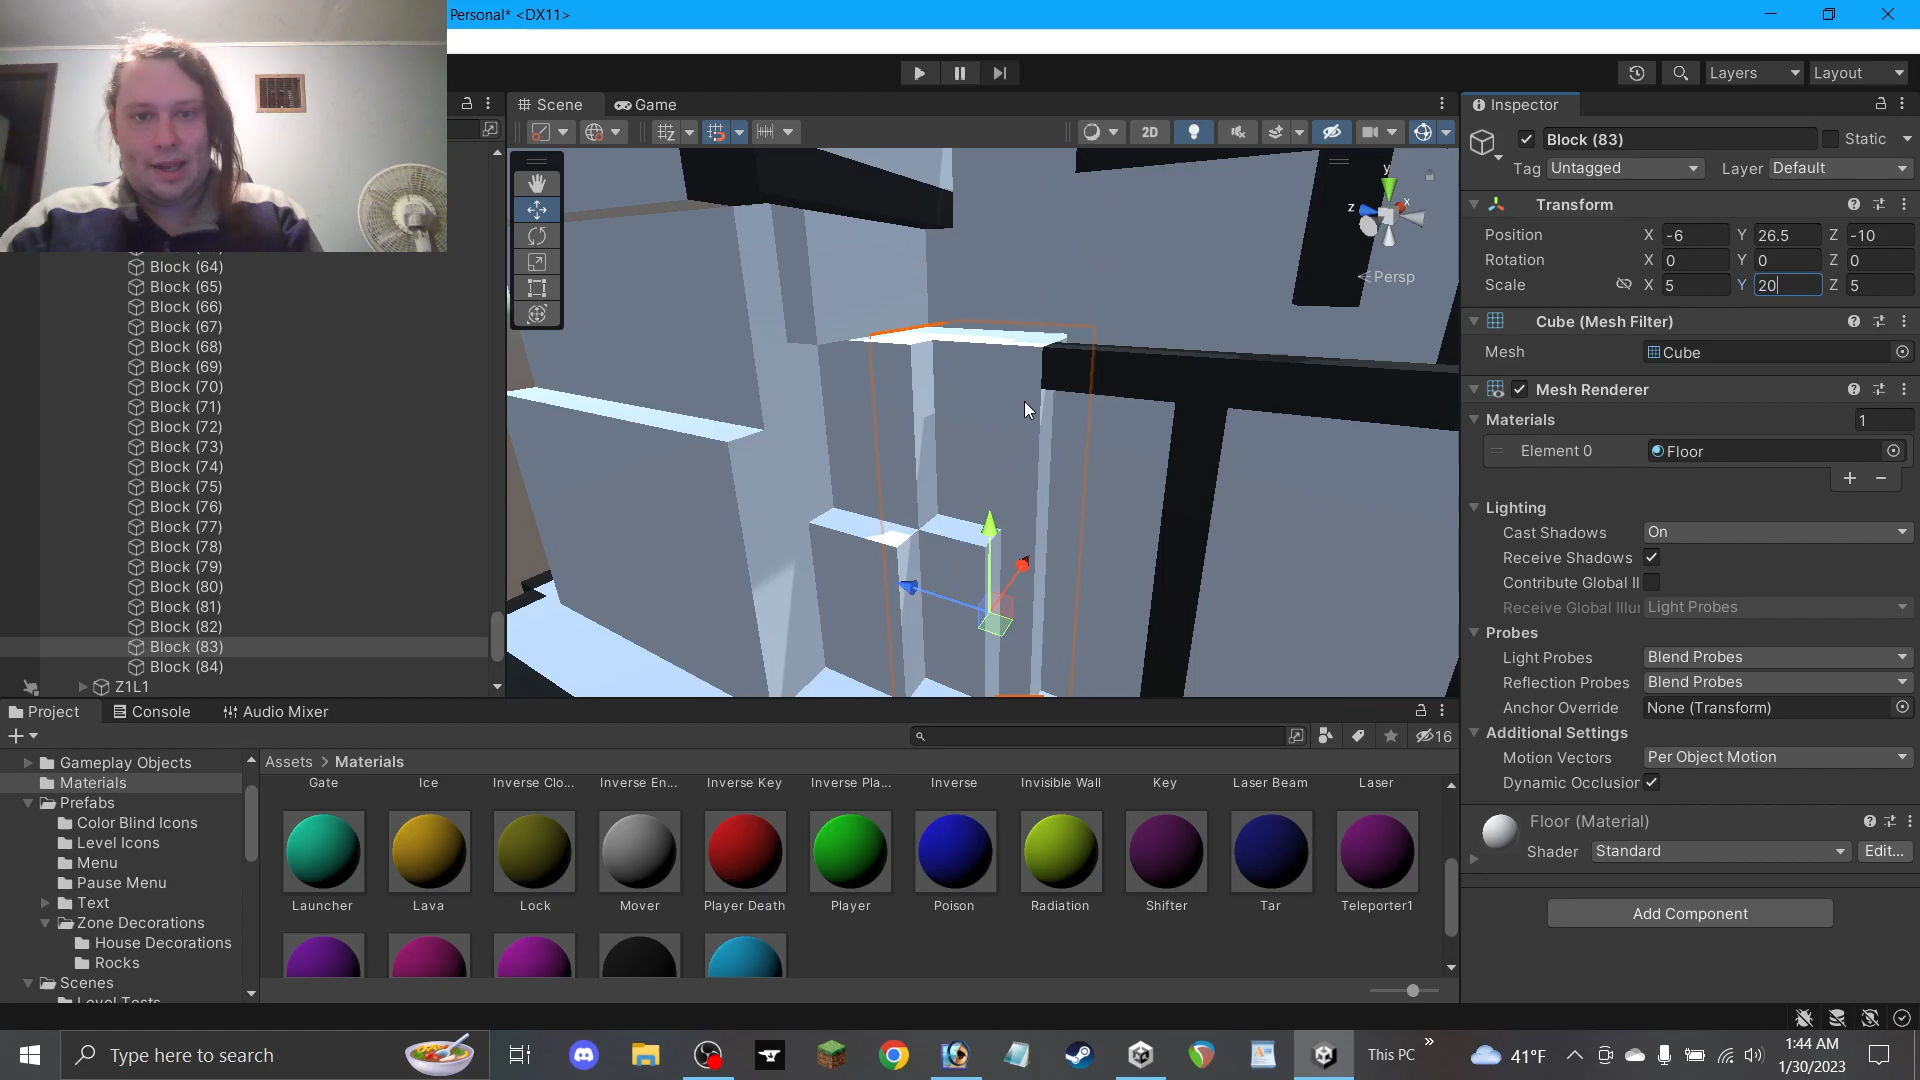 Personal* <DX11>
Layers
Layout
Scene
Game
2D
Persp
y
x
z
Inspector
Block (83)
Static
Tag
Untagged
Layer
Default
Transform
Position X -6 Y 26.5 Z -10
Rotation X 0 Y 0 Z 0
Scale X 5 Y 20 Z 5
Cube (Mesh Filter)
Mesh
Cube
Mesh Renderer
Materials
1
Element 0
Floor
Lighting
Cast Shadows
On
Receive Shadows
Contribute Global Il
Receive Global Illu
Light Probes
Probes
Light Probes
Blend Probes
Reflection Probes
Blend Probes
Anchor Override
None (Transform)
Additional Settings
Motion Vectors
Per Object Motion
Dynamic Occlusion
Floor (Material)
Shader
Standard
Edit...
Add Component
Block (64)
Block (65)
Block (66)
Block (67)
Block (68)
Block (69)
Block (70)
Block (71)
Block (72)
Block (73)
Block (74)
Block (75)
Block (76)
Block (77)
Block (78)
Block (79)
Block (80)
Block (81)
Block (82)
Block (83)
Block (84)
Z1L1
Project
Console
Audio Mixer
16
Gameplay Objects
Materials
Prefabs
Color Blind Icons
Level Icons
Menu
Pause Menu
Text
Zone Decorations
House Decorations
Rocks
Scenes
Level Tests
Assets > Materials
Gate
Ice
Inverse Clo...
Inverse En...
Inverse Key
Inverse Pla...
Inverse
Invisible Wall
Key
Laser Beam
Laser
Launcher
Lava
Lock
Mover
Player Death
Player
Poison
Radiation
Shifter
Tar
Teleporter1
Type here to search
This PC
41°F
1:44 AM
1/30/2023